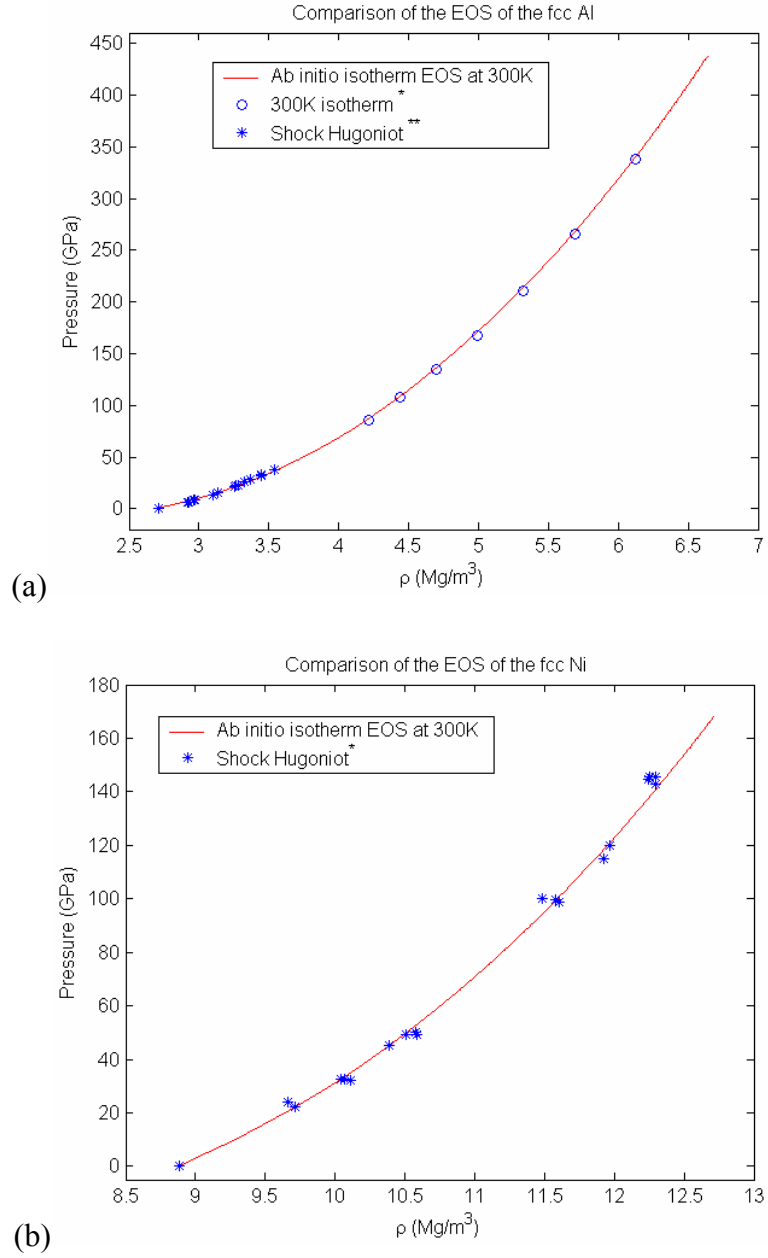 Comparison of the EOS of the fcc Al
450
400
350
300
250
200
150
100
50
0
Pressure (GPa)
Ab initio isotherm EOS at 300K
300K isotherm*
Shock Hugoniot**
2.5 3 3.5 4 4.5 5 5.5 6 6.5 7
ρ (Mg/m³)
(a)
Comparison of the EOS of the fcc Ni
180
160
140
120
100
80
60
40
20
0
Pressure (GPa)
Ab initio isotherm EOS at 300K
Shock Hugoniot*
8.5 9 9.5 10 10.5 11 11.5 12 12.5 13
ρ (Mg/m³)
(b)